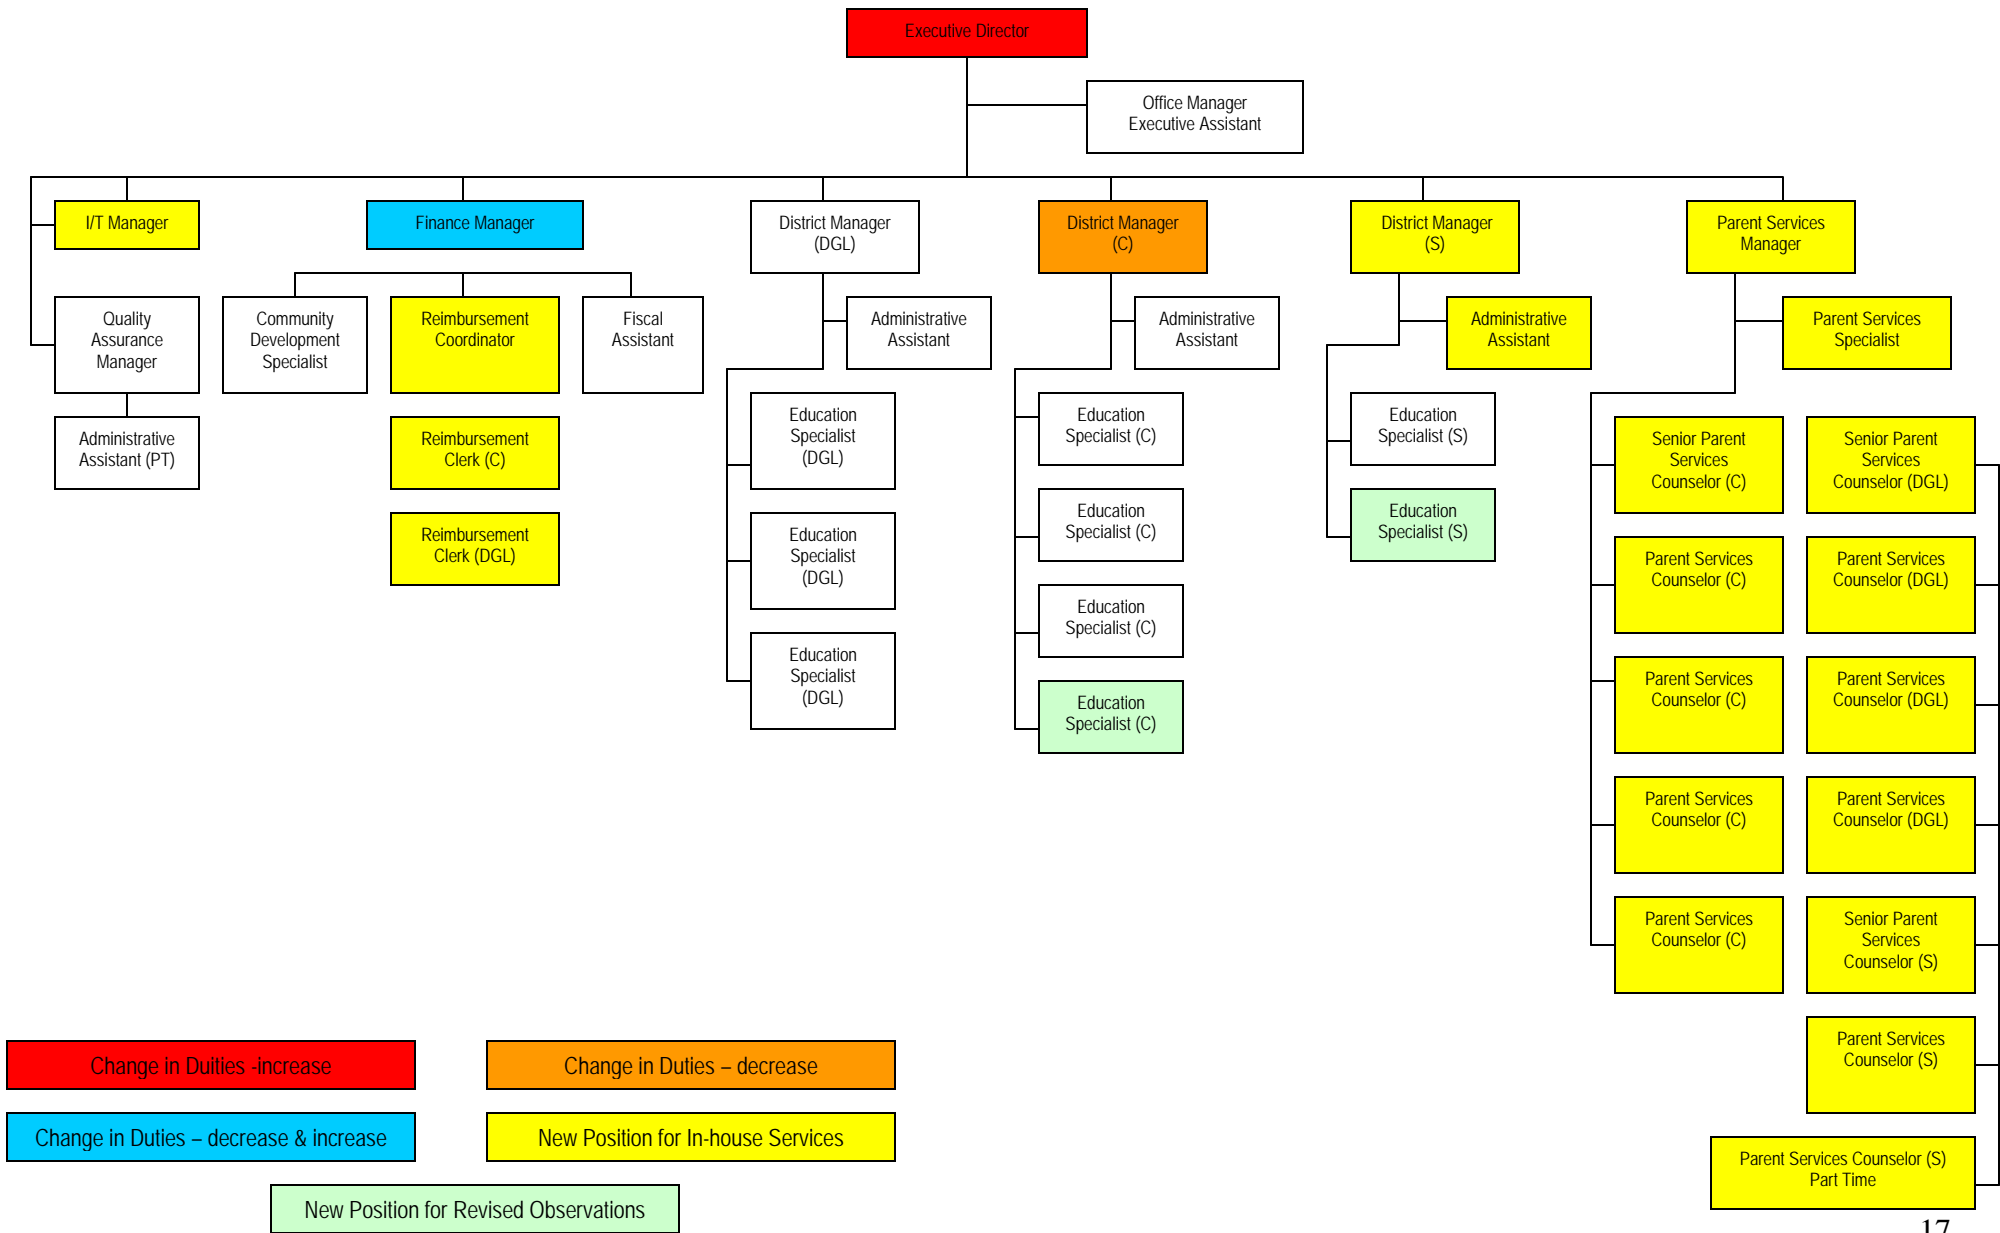 Executive Director
Office Manager
Executive Assistant
I/T Manager
Finance Manager
District Manager
(DGL)
District Manager
(C)
District Manager
(S)
Parent Services
Manager
Quality
Assurance
Manager
Community
Development
Specialist
Reimbursement
Coordinator
Fiscal
Assistant
Administrative
Assistant
Administrative
Assistant
Administrative
Assistant
Parent Services
Specialist
Administrative
Assistant (PT)
Reimbursement
Clerk (C)
Reimbursement
Clerk (DGL)
Education
Specialist
(DGL)
Education
Specialist
(DGL)
Education
Specialist
(DGL)
Education
Specialist (C)
Education
Specialist (C)
Education
Specialist (C)
Education
Specialist (C)
Education
Specialist (S)
Education
Specialist (S)
Senior Parent
Services
Counselor (C)
Parent Services
Counselor (C)
Parent Services
Counselor (C)
Parent Services
Counselor (C)
Parent Services
Counselor (C)
Senior Parent
Services
Counselor (DGL)
Parent Services
Counselor (DGL)
Parent Services
Counselor (DGL)
Parent Services
Counselor (DGL)
Senior Parent
Services
Counselor (S)
Parent Services
Counselor (S)
Parent Services Counselor (S)
Part Time
Change in Duities -increase
Change in Duties – decrease
Change in Duties – decrease & increase
New Position for In-house Services
New Position for Revised Observations
17